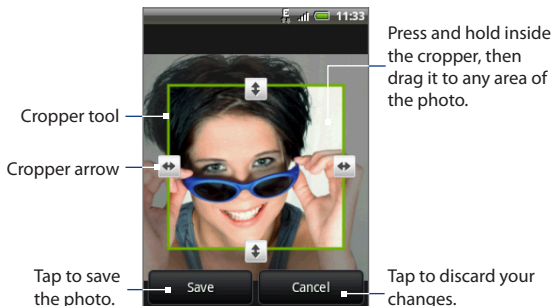 E
11:33
Press and hold inside
the cropper, then
drag it to any area of
the photo.
Cropper tool
Cropper arrow
Tap to save
the photo.
Save
Cancel
Tap to discard your
changes.